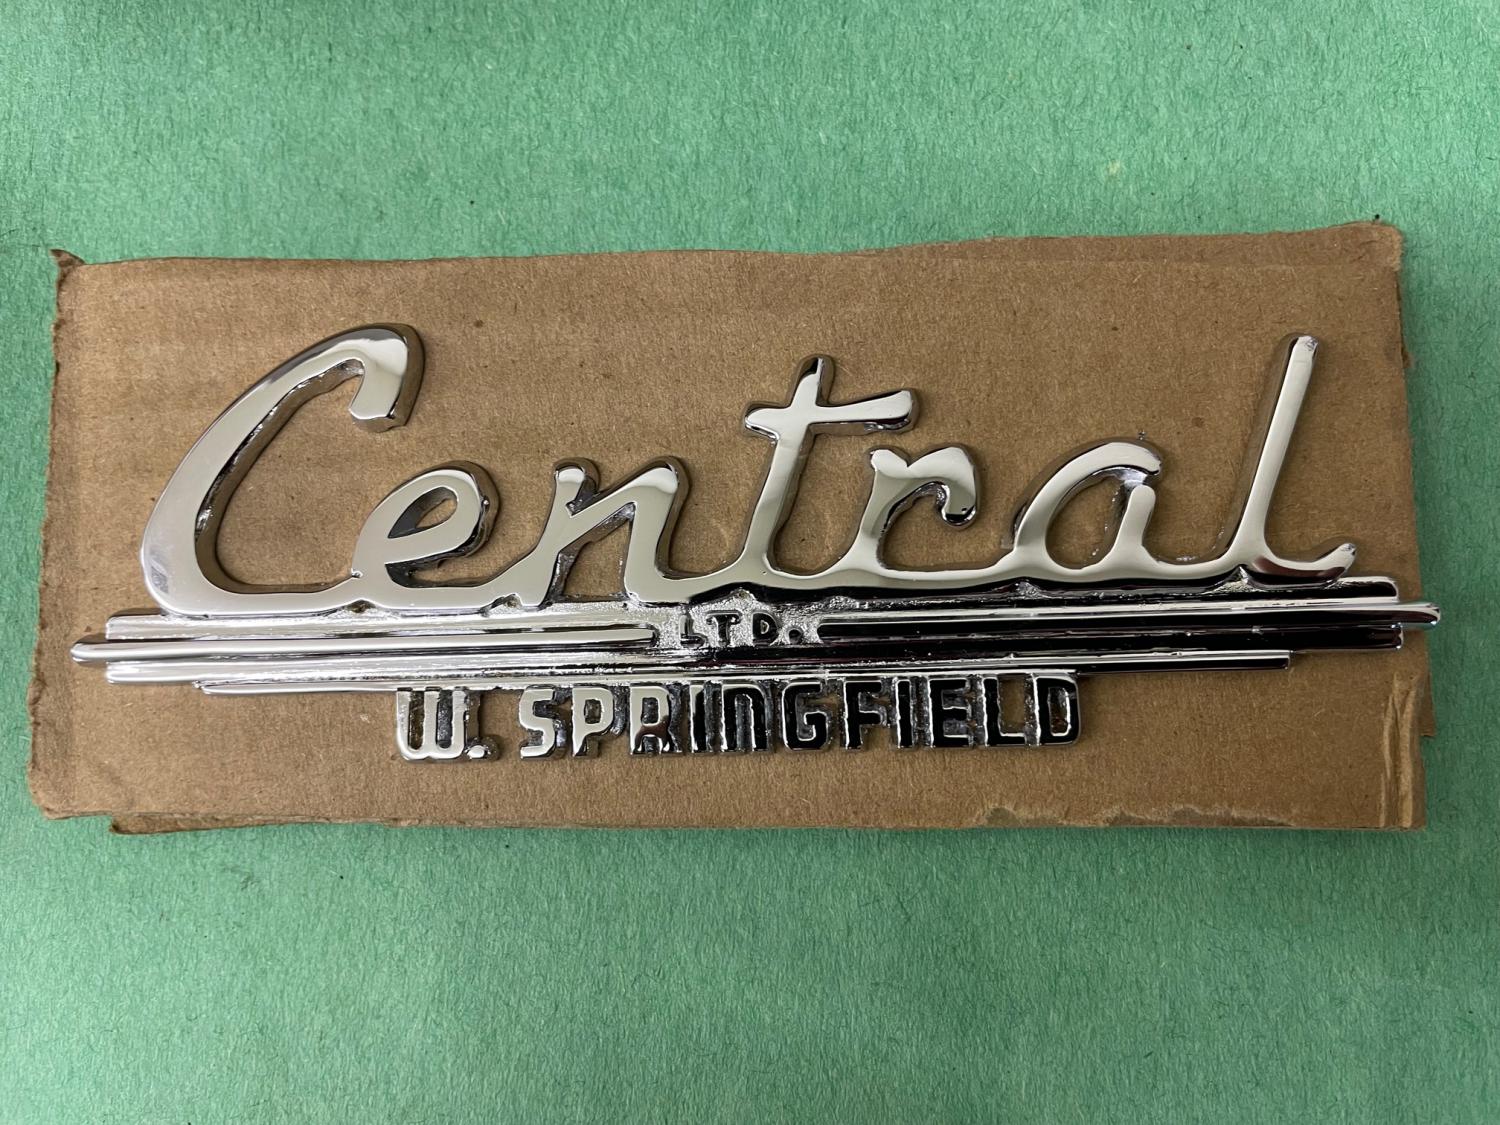 Central
LTD.
W. SPRINGFIELD